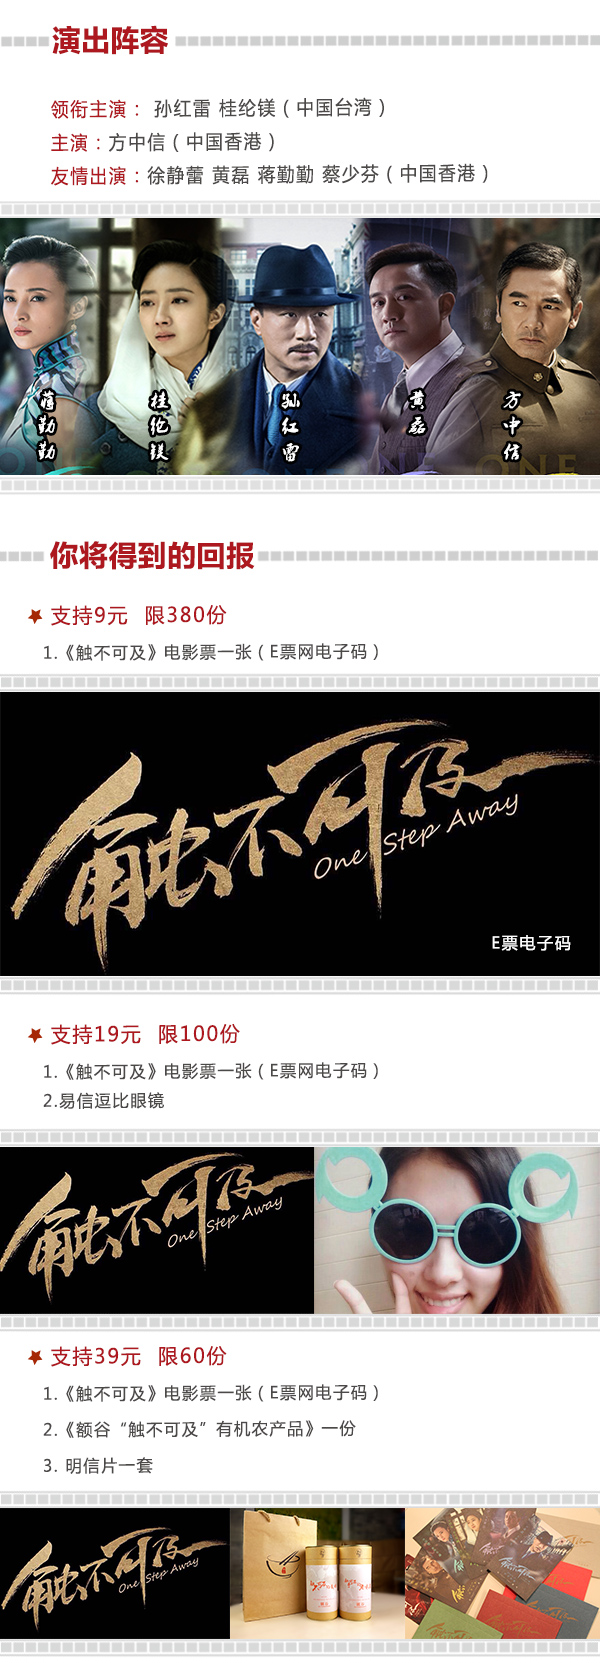 演出阵容
领衔主演： 孙红雷 桂纶镁（中国台湾）
主演：方中信（中国香港）
友情出演：徐静蕾 黄磊 蒋勤勤 蔡少芬（中国香港）
蒋勤勤
桂纶镁
孙红雷
黄磊
方中信
ONE
你将得到的回报
支持9元 限380份
1.《触不可及》电影票一张（E票网电子码）
触不可及
One Step Away
E票电子码
支持19元 限100份
1.《触不可及》电影票一张（E票网电子码）
2.易信逗比眼镜
触不可及
One Step Away
支持39元 限60份
1.《触不可及》电影票一张（E票网电子码）
2.《额谷“触不可及”有机农产品》一份
3. 明信片一套
触不可及
One Step Away